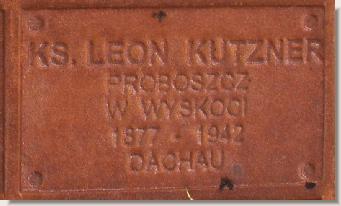 KS. LEON KUTZNER
PROBOSZCZ
W WYSKOCI
1877 - 1942
DACHAU